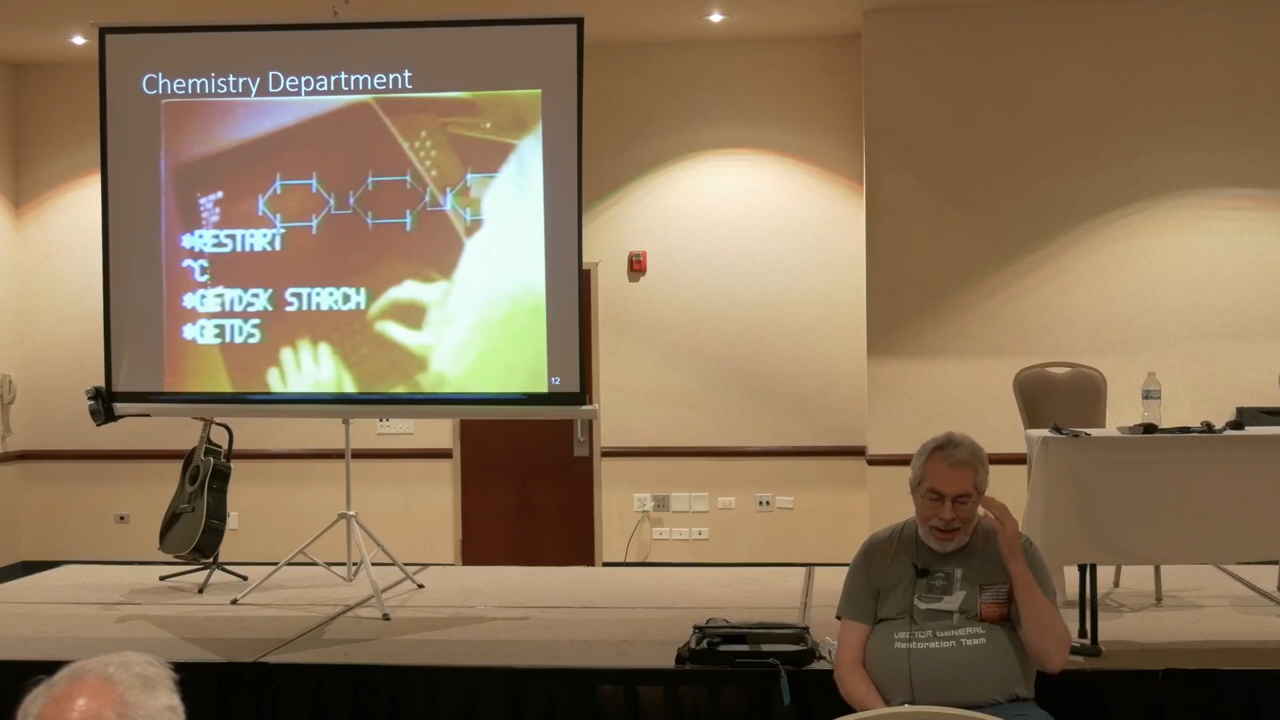 Chemistry Department
*RESTART
^C
*GETDSK STARCH
*GETDS
12
VECTOR GENERAL
Restoration Team